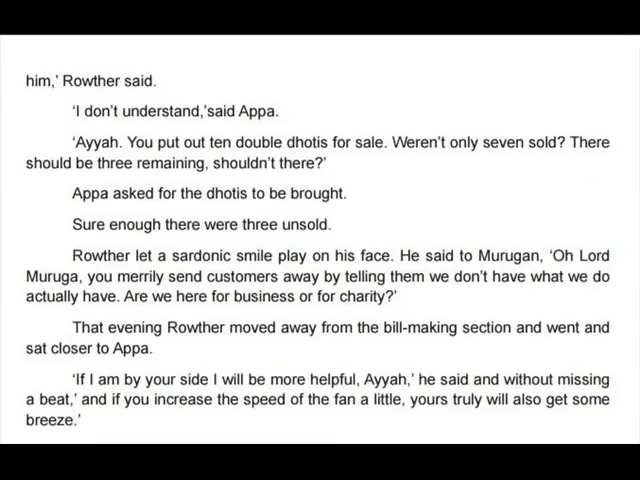 him,’ Rowther said.
‘I don’t understand,’said Appa.
‘Ayyah. You put out ten double dhotis for sale. Weren’t only seven sold? There
should be three remaining, shouldn’t there?’
Appa asked for the dhotis to be brought.
Sure enough there were three unsold.
Rowther let a sardonic smile play on his face. He said to Murugan, ‘Oh Lord
Muruga, you merrily send customers away by telling them we don’t have what we do
actually have. Are we here for business or for charity?’
That evening Rowther moved away from the bill-making section and went and
sat closer to Appa.
‘If I am by your side I will be more helpful, Ayyah,’ he said and without missing
a beat,’ and if you increase the speed of the fan a little, yours truly will also get some
breeze.’